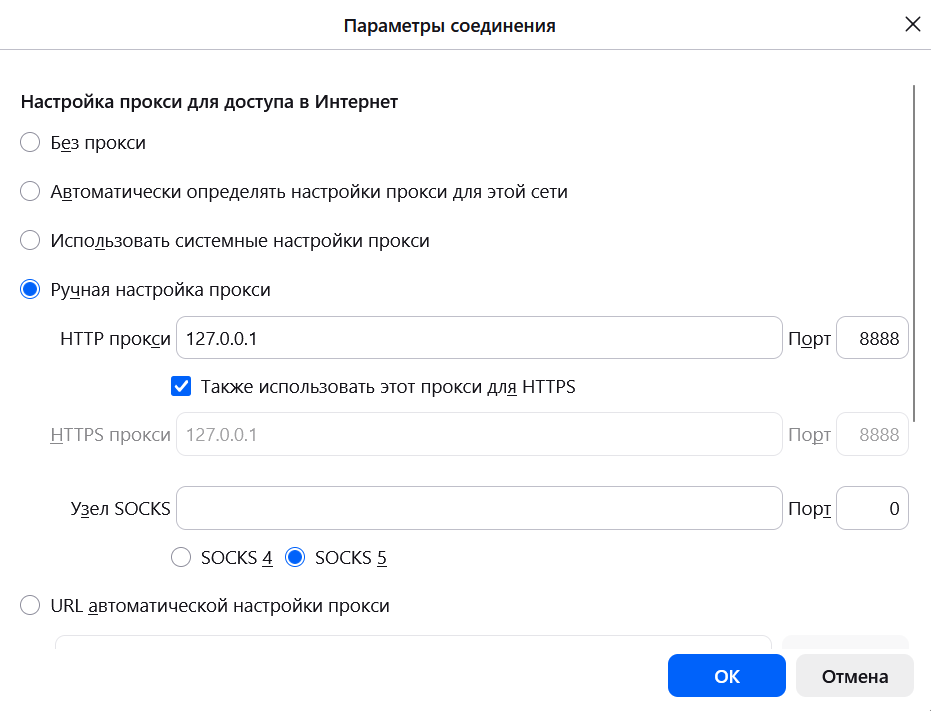 Параметры соединения
Настройка прокси для доступа в Интернет
Без прокси
Автоматически определять настройки прокси для этой сети
Использовать системные настройки прокси
Ручная настройка прокси
HTTP прокси 127.0.0.1 Порт 8888
Также использовать этот прокси для HTTPS
HTTPS прокси 127.0.0.1 Порт 8888
Узел SOCKS Порт 0
SOCKS 4 SOCKS 5
URL автоматической настройки прокси
ОК Отмена